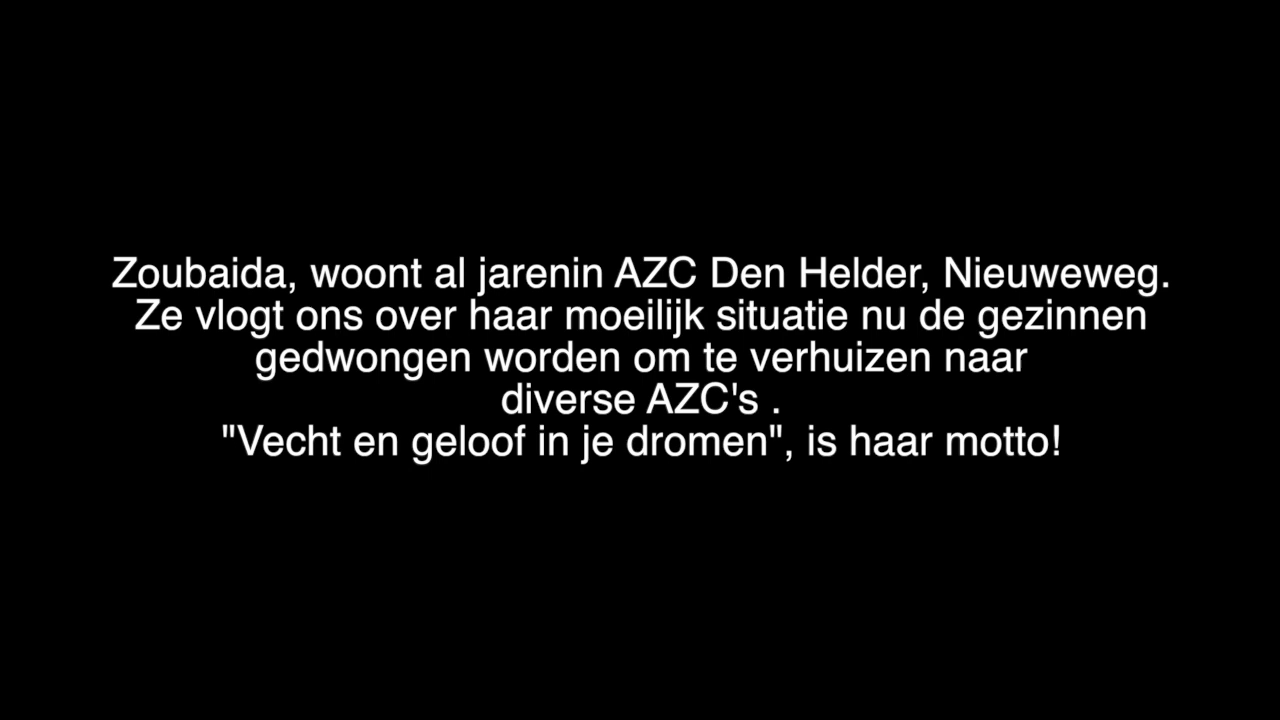 Zoubaida, woont al jarenin AZC Den Helder, Nieuweweg.
Ze vlogt ons over haar moeilijk situatie nu de gezinnen
gedwongen worden om te verhuizen naar
diverse AZC's .
"Vecht en geloof in je dromen", is haar motto!